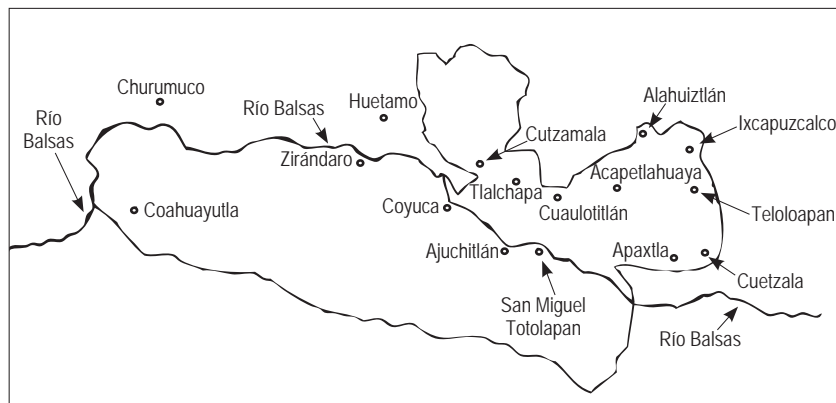 Churumuco
Río
Balsas
Río Balsas
Huetamo
Alahuiztlán
Ixcapuzcalco
Cutzamala
Zirándaro
Tlalchapa
Acapetlahuaya
Coahuayutla
Coyuca
Cuaulotitlán
Teloloapan
Ajuchitlán
Apaxtla
Cuetzala
San Miguel
Totolapan
Río Balsas